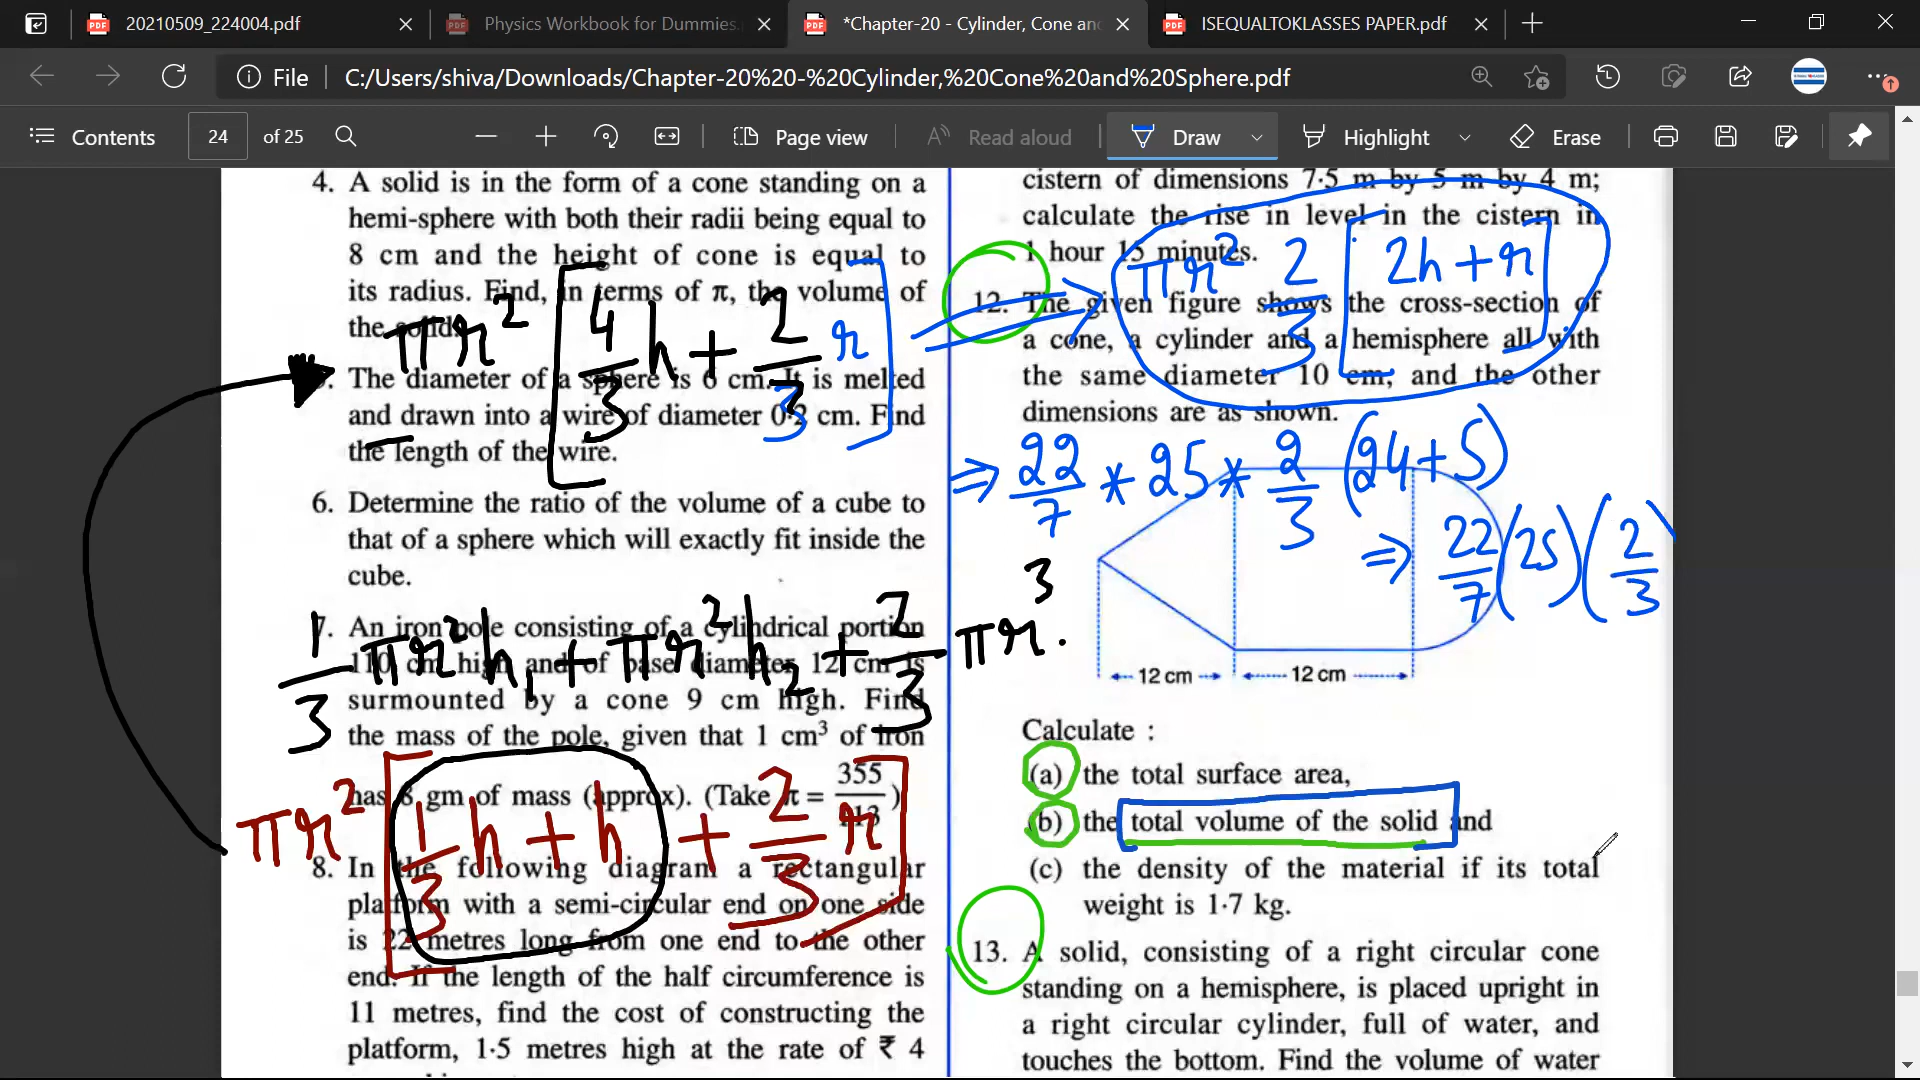 20210509_224004.pdf
Physics Workbook for Dummies.
*Chapter-20 - Cylinder, Cone and
ISEQUALTOKLASSES PAPER.pdf
File
C:/Users/shiva/Downloads/Chapter-20%20-%20Cylinder,%20Cone%20and%20Sphere.pdf
Contents
24
of 25
Page view
Read aloud
Draw
Highlight
Erase
4. A solid is in the form of a cone standing on a
hemi-sphere with both their radii being equal to
8 cm and the height of cone is equal to
its radius. Find, in terms of π, the volume of
the solid.
πr² [4/3 h + 2/3 r]
The diameter of a sphere is 6 cm. It is melted
and drawn into a wire of diameter 0·2 cm. Find
the length of the wire.
6. Determine the ratio of the volume of a cube to
that of a sphere which will exactly fit inside the
cube.
7. An iron pole consisting of a cylindrical portion
110 cm high and of base diameter 12 cm is
surmounted by a cone 9 cm high. Find
the mass of the pole, given that 1 cm³ of iron
has 8 gm of mass (approx). (Take π = 355/113)
1/3 πr²h₁ + πr²h₂ + 2/3 πr³.
πr² [1/3 h + h + 2/3 r]
8. In the following diagram a rectangular
platform with a semi-circular end on one side
is 22 metres long from one end to the other
end. If the length of the half circumference is
11 metres, find the cost of constructing the
platform, 1·5 metres high at the rate of ₹ 4
cistern of dimensions 7·5 m by 5 m by 4 m;
calculate the rise in level in the cistern in
1 hour 15 minutes.
πr² 2/3 [2h + r]
12. The given figure shows the cross-section of
a cone, a cylinder and a hemisphere all with
the same diameter 10 cm, and the other
dimensions are as shown.
⇒ 22/7 * 25 * 2/3 (24+5)
⇒ 22/7 (25) (2/3)
12 cm
12 cm
Calculate :
(a) the total surface area,
(b) the total volume of the solid and
(c) the density of the material if its total
weight is 1·7 kg.
13. A solid, consisting of a right circular cone
standing on a hemisphere, is placed upright in
a right circular cylinder, full of water, and
touches the bottom. Find the volume of water